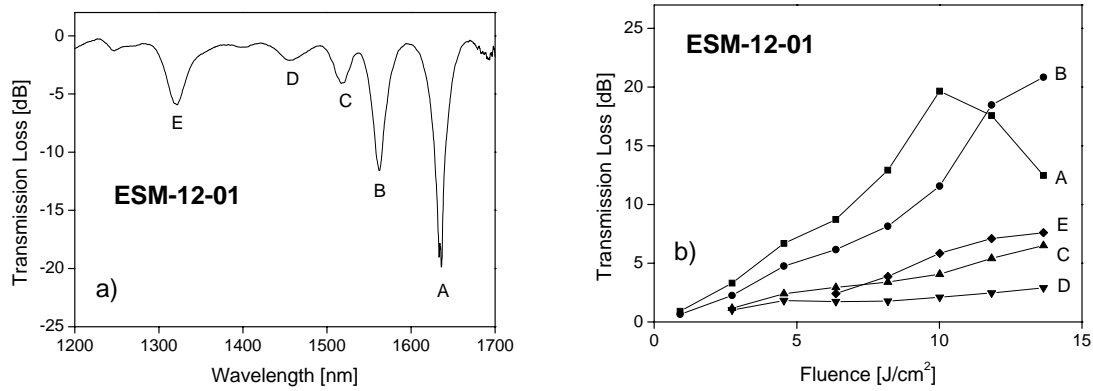 0
-5
-10
-15
-20
-25
1200 1300 1400 1500 1600 1700
Transmission Loss [dB]
Wavelength [nm]
ESM-12-01
a)
E
D
C
B
A
25
20
15
10
5
0
0 5 10 15
Transmission Loss [dB]
Fluence [J/cm²]
ESM-12-01
b)
B
A
E
C
D